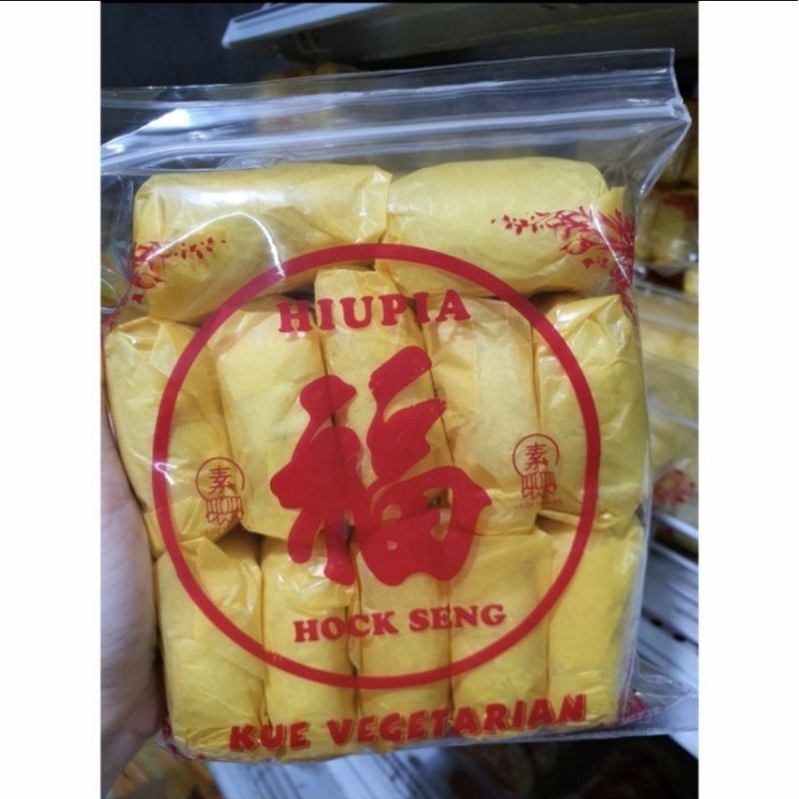 HIUPIA
福
素
素
HOCK SENG
KUE VEGETARIAN